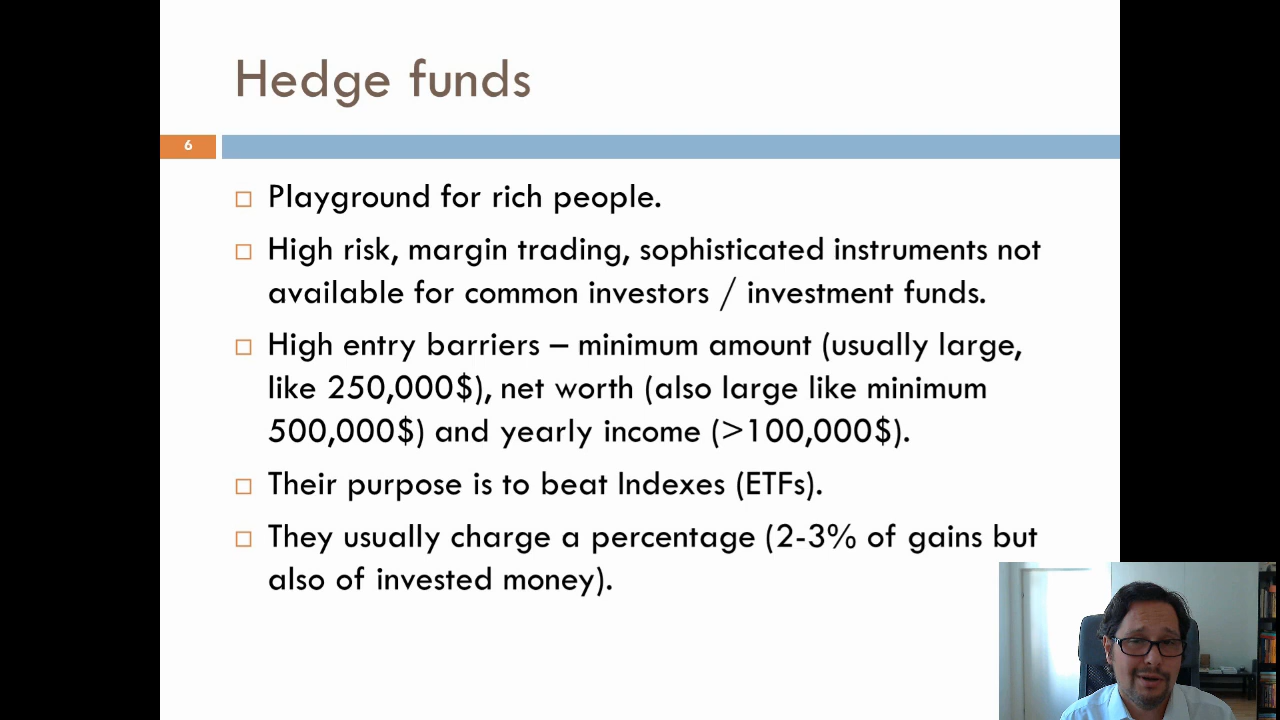 Hedge funds
6
Playground for rich people.
High risk, margin trading, sophisticated instruments not
available for common investors / investment funds.
High entry barriers – minimum amount (usually large,
like 250,000$), net worth (also large like minimum
500,000$) and yearly income (>100,000$).
Their purpose is to beat Indexes (ETFs).
They usually charge a percentage (2-3% of gains but
also of invested money).